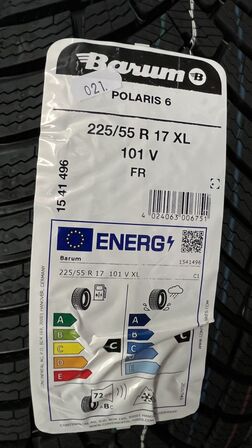 Barum B
021.
POLARIS 6
225/55 R 17 XL
101 V
FR
15 41 496
4 024063 006751
ENERG
Barum
1541496
225/55 R 17 101 V XL
C1
A
B
C
D
E
C
A
B
C
D
E
72
B